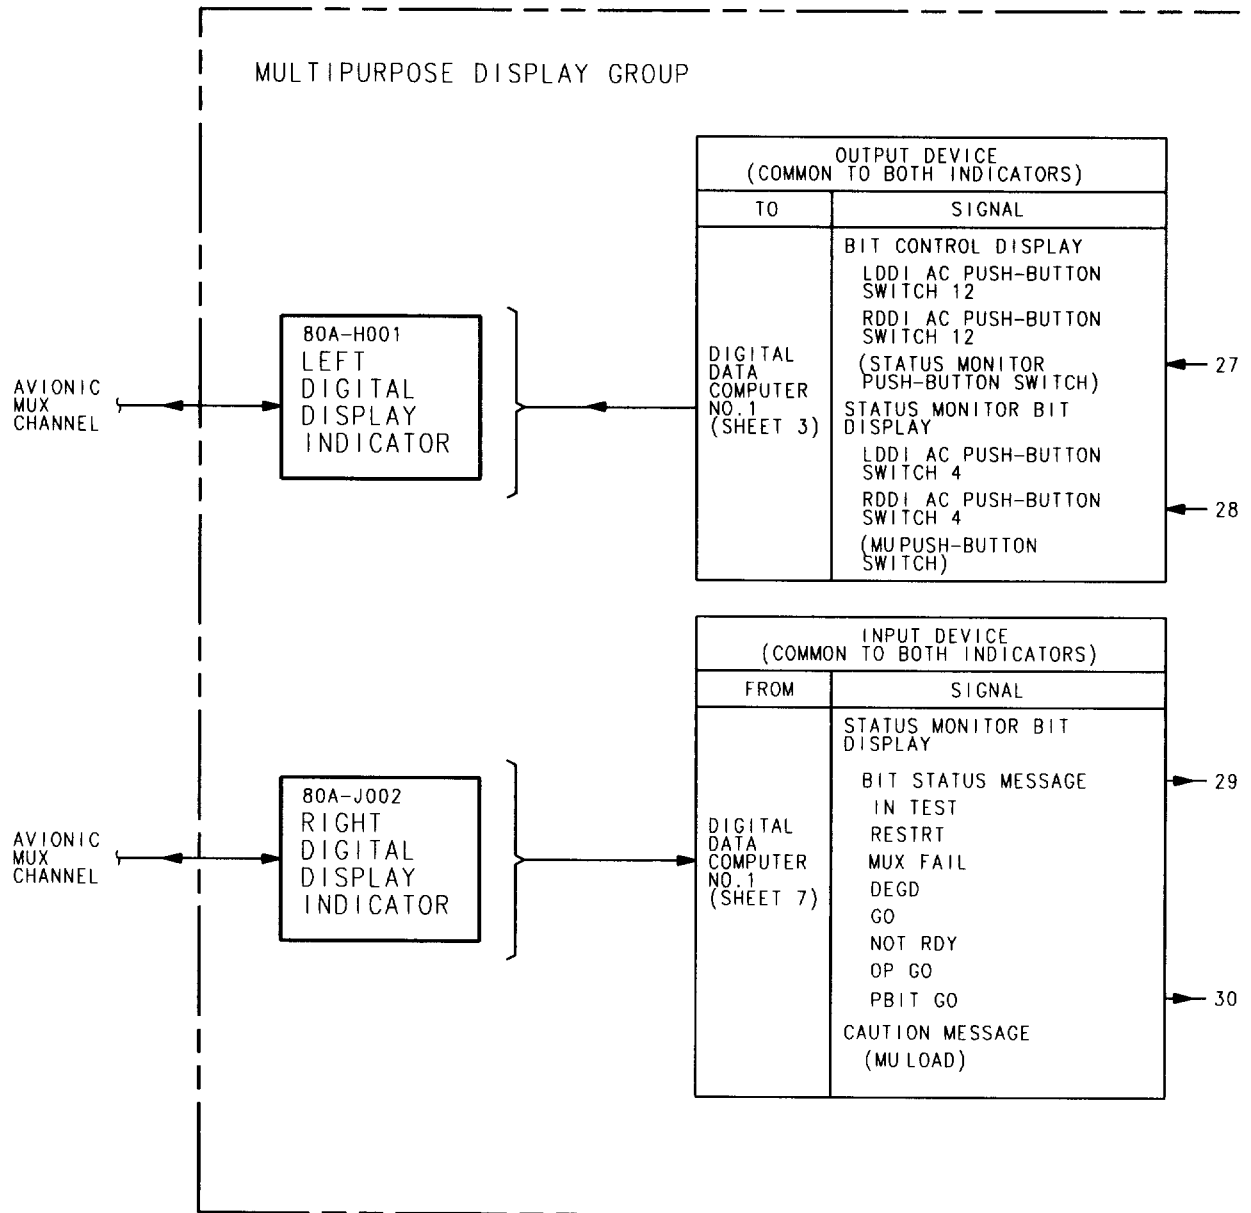 MULTIPURPOSE DISPLAY GROUP
AVIONIC
MUX
CHANNEL
80A-H001
LEFT
DIGITAL
DISPLAY
INDICATOR
OUTPUT DEVICE
(COMMON TO BOTH INDICATORS)
TO
SIGNAL
DIGITAL
DATA
COMPUTER
NO.1
(SHEET 3)
BIT CONTROL DISPLAY
LDDI AC PUSH-BUTTON
SWITCH 12
RDDI AC PUSH-BUTTON
SWITCH 12
(STATUS MONITOR
PUSH-BUTTON SWITCH)
STATUS MONITOR BIT
DISPLAY
LDDI AC PUSH-BUTTON
SWITCH 4
RDDI AC PUSH-BUTTON
SWITCH 4
(MU PUSH-BUTTON
SWITCH)
27
28
AVIONIC
MUX
CHANNEL
80A-J002
RIGHT
DIGITAL
DISPLAY
INDICATOR
INPUT DEVICE
(COMMON TO BOTH INDICATORS)
FROM
SIGNAL
DIGITAL
DATA
COMPUTER
NO.1
(SHEET 7)
STATUS MONITOR BIT
DISPLAY
BIT STATUS MESSAGE
IN TEST
RESTRT
MUX FAIL
DEGD
GO
NOT RDY
OP GO
PBIT GO
CAUTION MESSAGE
(MU LOAD)
29
30